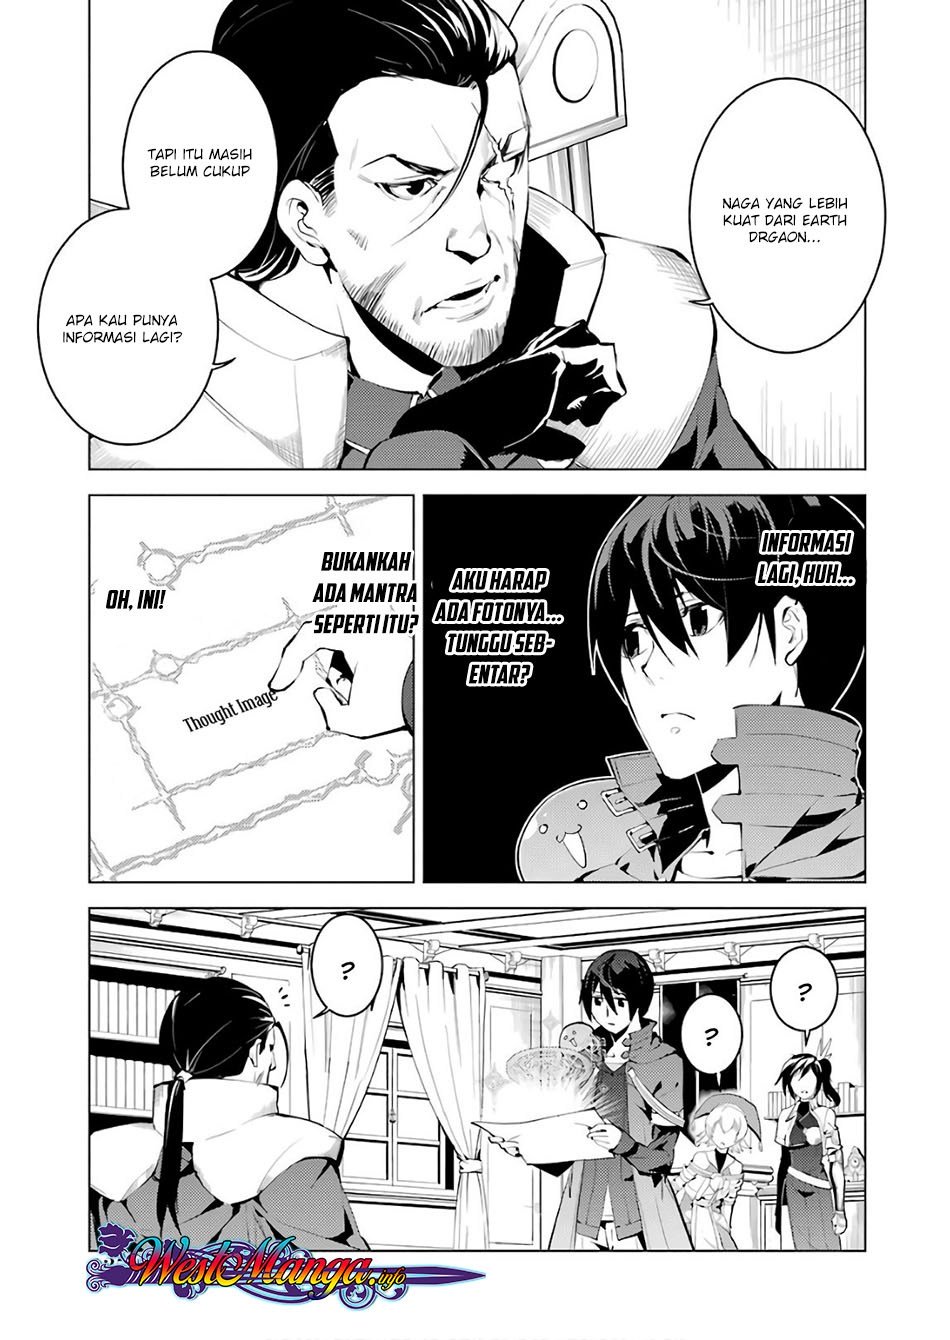 NAGA YANG LEBIH
KUAT DARI EARTH
DRGAON...
TAPI ITU MASIH
BELUM CUKUP
APA KAU PUNYA
INFORMASI LAGI?
INFORMASI
LAGI, HUH...
AKU HARAP
ADA FOTONYA...
TUNGGU SEB-
ENTAR?
BUKANKAH
ADA MANTRA
SEPERTI ITU?
OH, INI!
Thought Image
?
?
?
WestManga.info